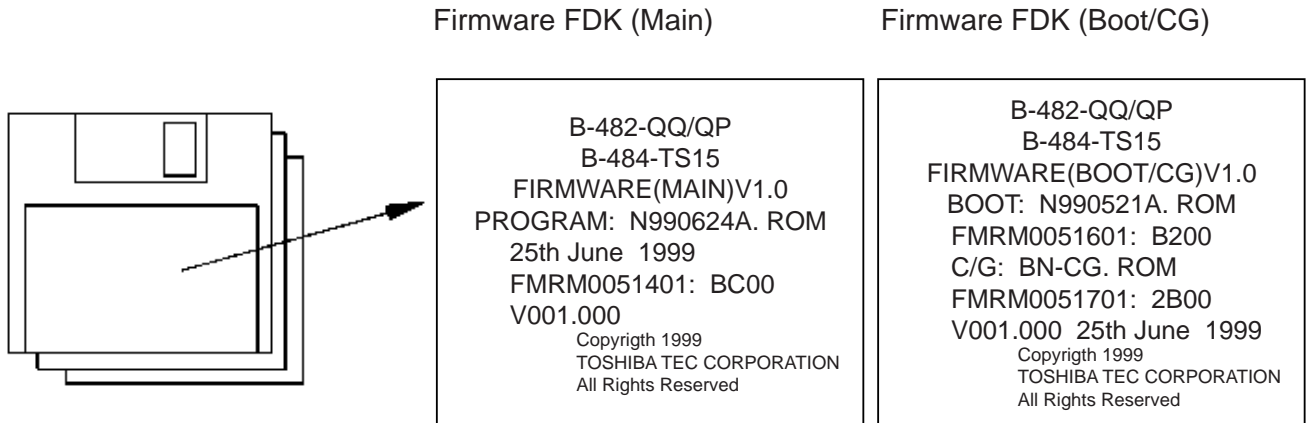 Firmware FDK (Main)
B-482-QQ/QP
B-484-TS15
FIRMWARE(MAIN)V1.0
PROGRAM: N990624A. ROM
25th June 1999
FMRM0051401: BC00
V001.000
Copyrigth 1999
TOSHIBA TEC CORPORATION
All Rights Reserved
Firmware FDK (Boot/CG)
B-482-QQ/QP
B-484-TS15
FIRMWARE(BOOT/CG)V1.0
BOOT: N990521A. ROM
FMRM0051601: B200
C/G: BN-CG. ROM
FMRM0051701: 2B00
V001.000 25th June 1999
Copyrigth 1999
TOSHIBA TEC CORPORATION
All Rights Reserved